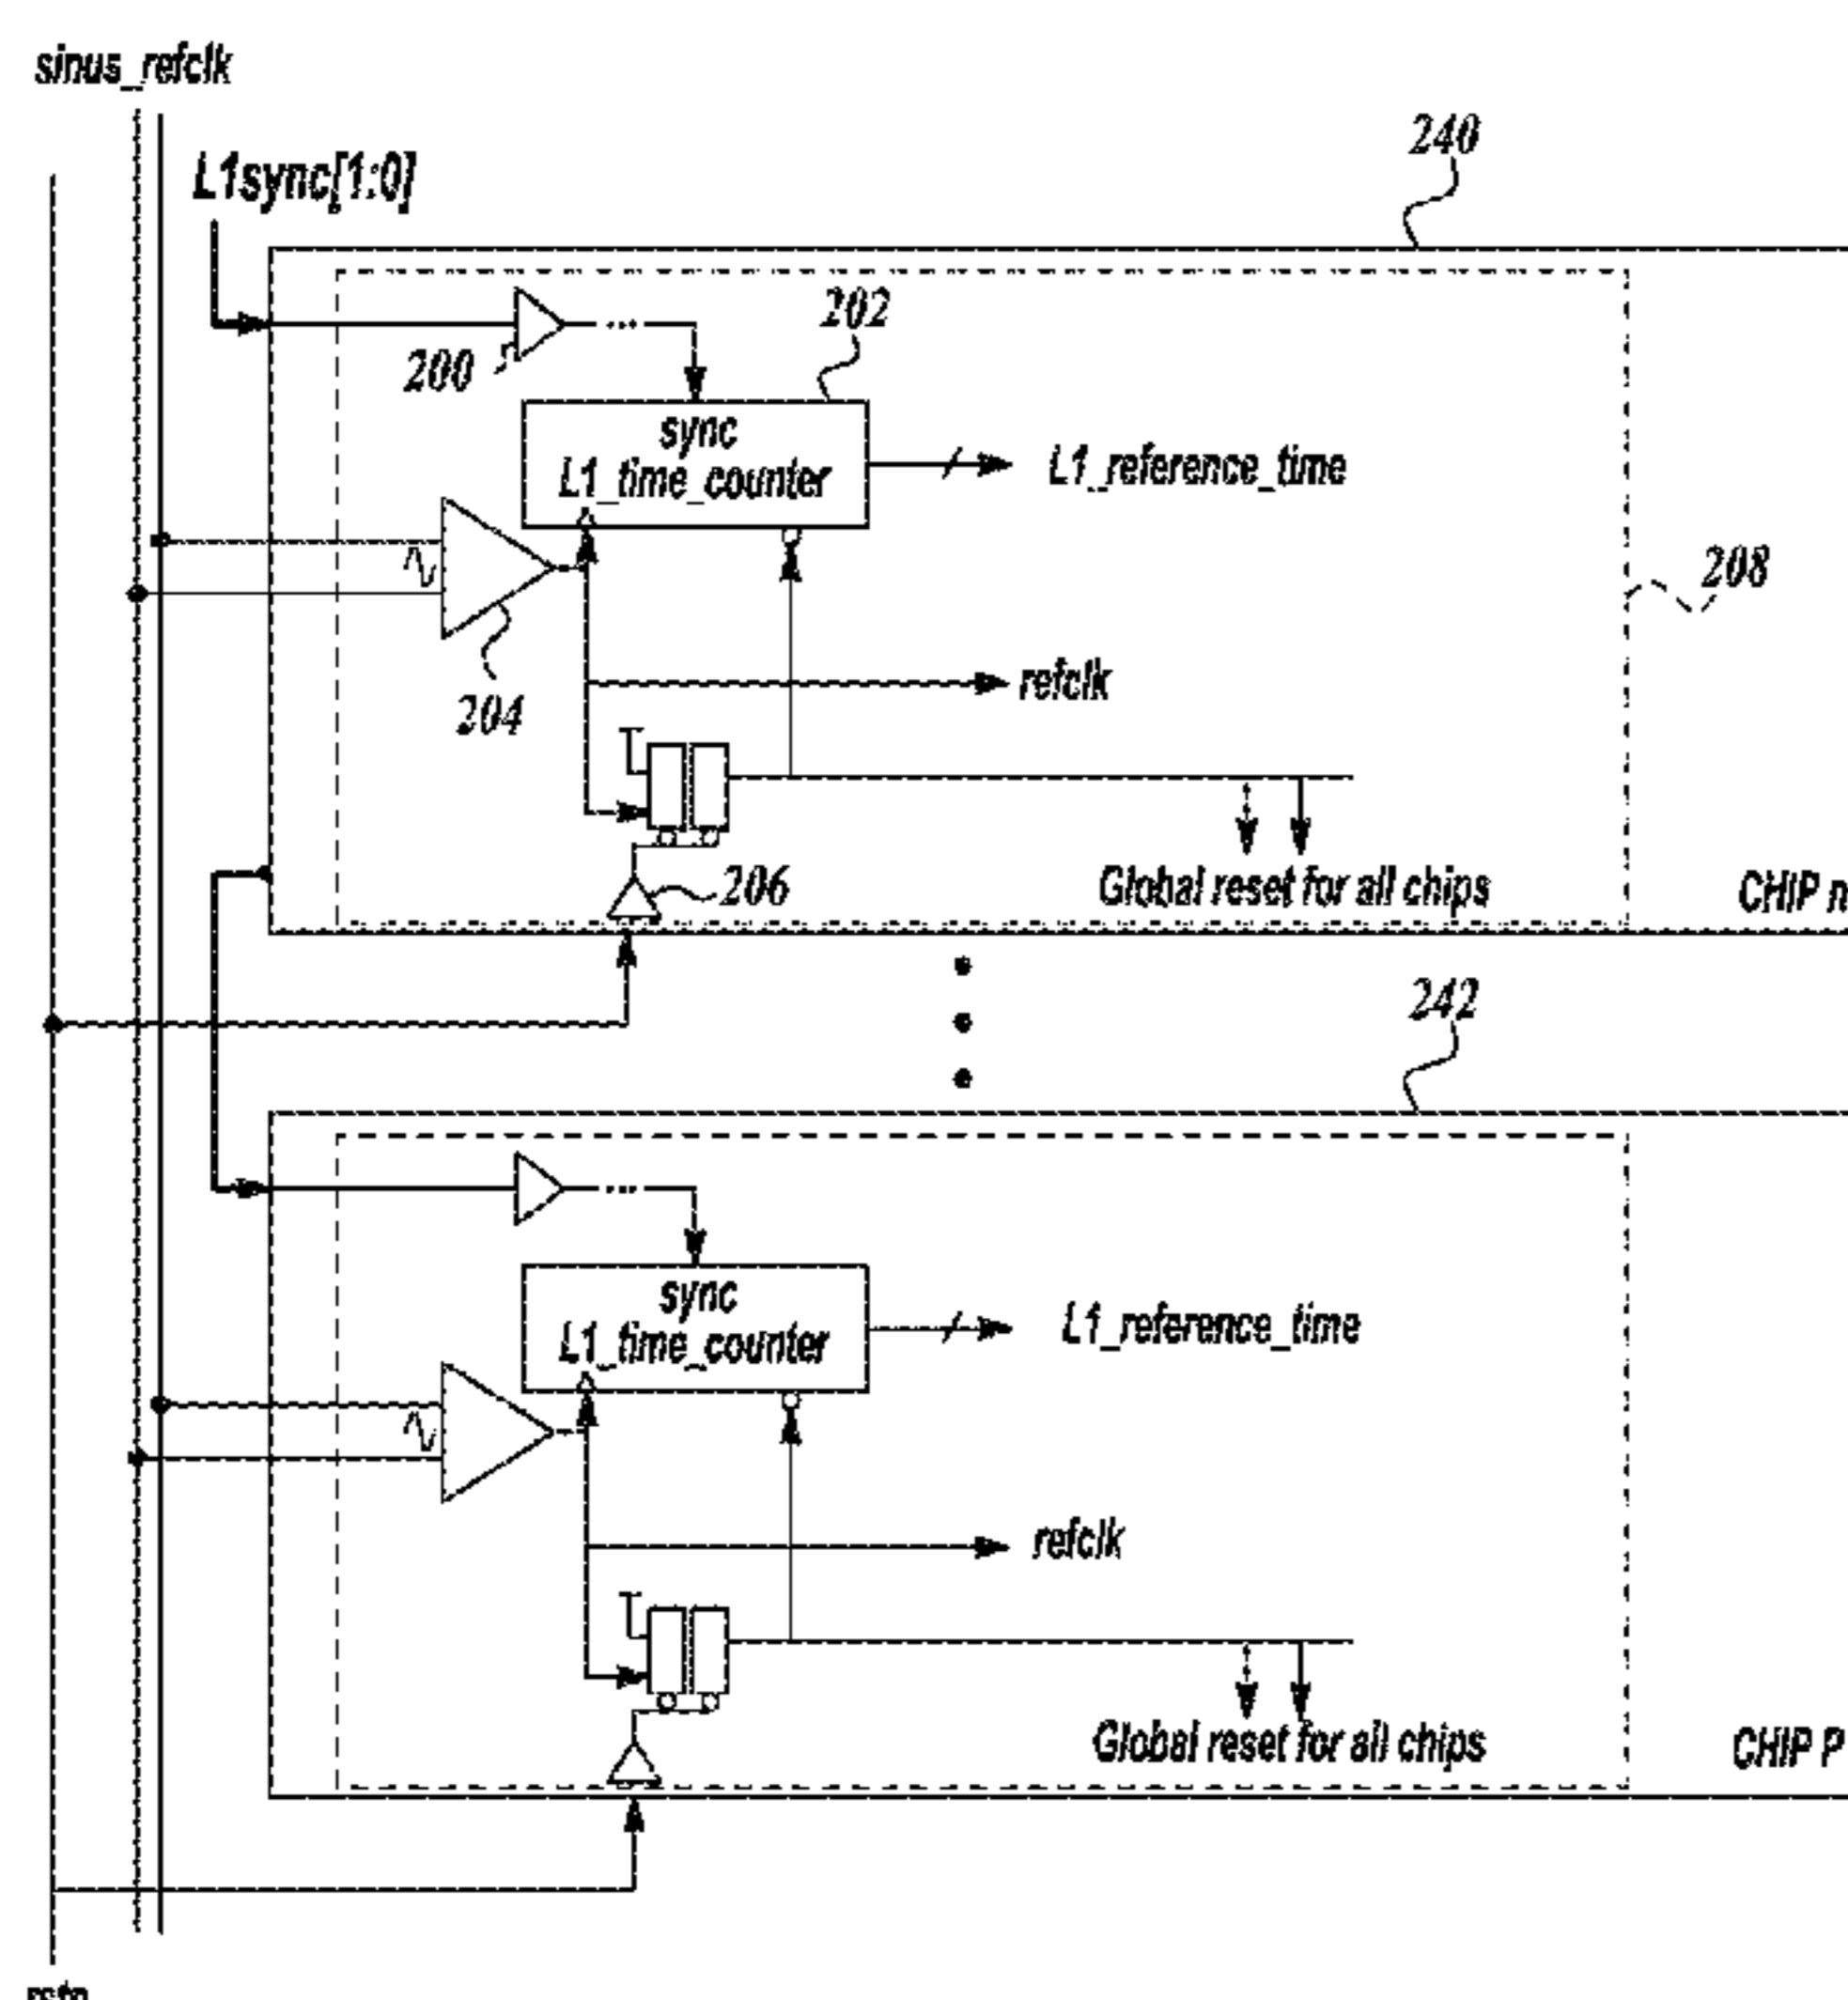 sinus_refclk
L1sync[1:0]
240
202
200
sync
L1_time_counter
L1_reference_time
208
204
refclk
206
Global reset for all chips
CHIP
242
sync
L1_time_counter
L1_reference_time
refclk
Global reset for all chips
CHIP P